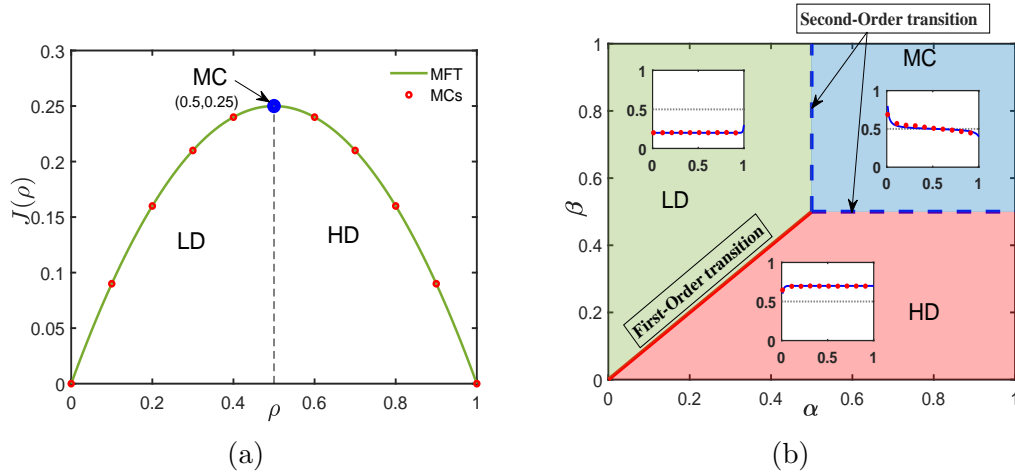 0.3
0.25
0.2
0.15
0.1
0.05
0
J(ρ)
MC
(0.5,0.25)
LD
HD
MFT
MCs
0 0.2 0.4 0.6 0.8 1
ρ
(a)
Second-Order transition
1
0.8
0.6
0.4
0.2
0
β
MC
LD
HD
First-Order transition
1
0.5
0
0 0.5 1
1
0.5
0
0 0.5 1
1
0.5
0
0 0.5 1
0 0.2 0.4 0.6 0.8 1
α
(b)